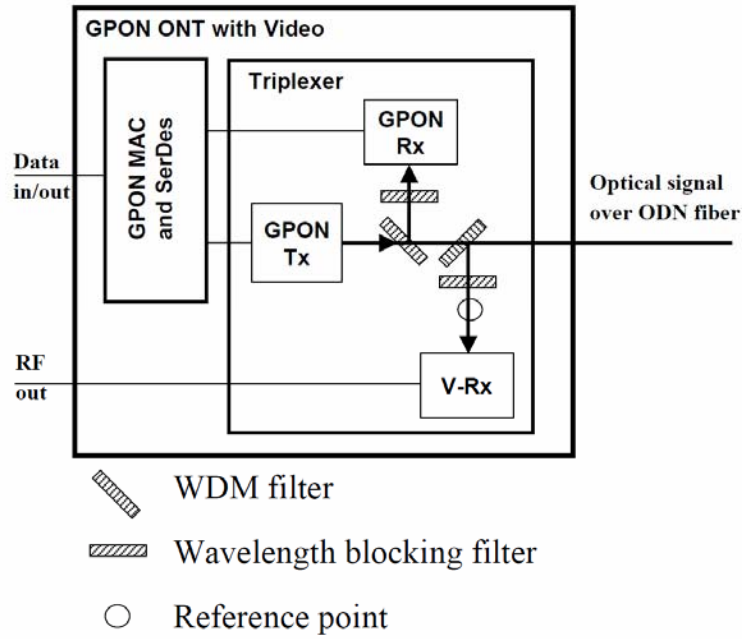 GPON ONT with Video
Triplexer
GPON MAC
and SerDes
GPON
Rx
Data
in/out
GPON
Tx
Optical signal
over ODN fiber
RF
out
V-Rx
WDM filter
Wavelength blocking filter
Reference point